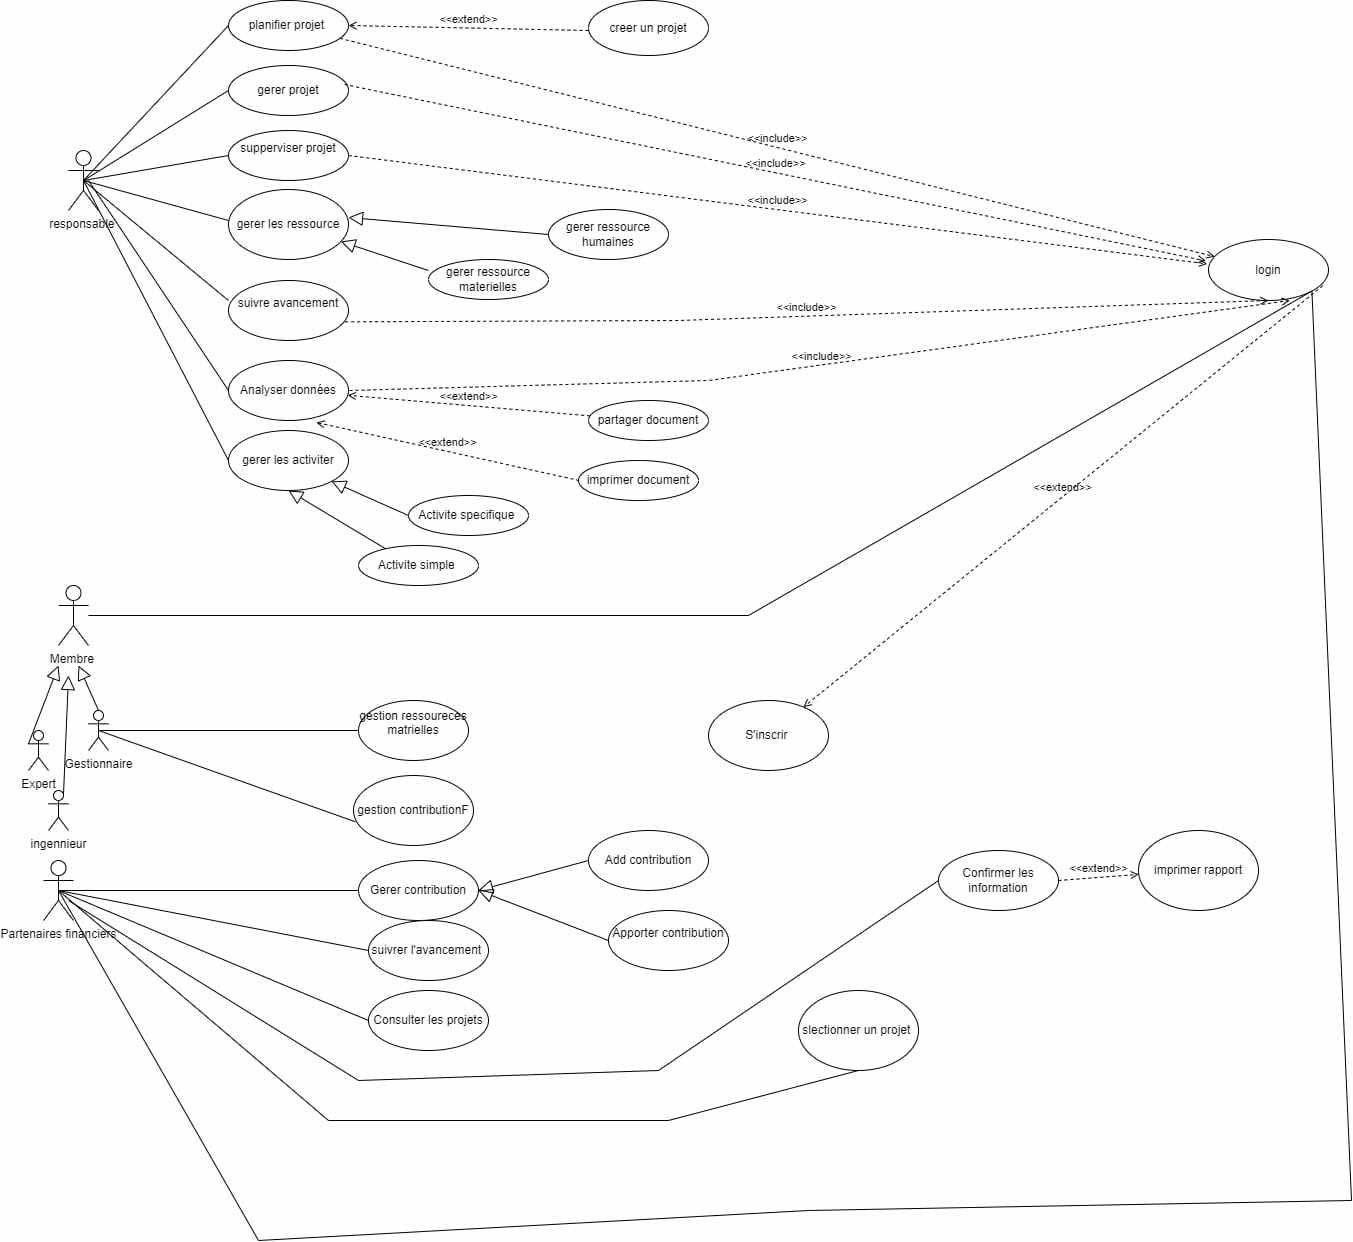 planifier projet
<<extend>>
creer un projet
gerer projet
<<include>>
supperviser projet
<<include>>
<<include>>
responsable
gerer les ressource
gerer ressource
humaines
gerer ressource
materielles
login
suivre avancement
<<include>>
<<include>>
Analyser données
<<extend>>
partager document
<<extend>>
gerer les activiter
imprimer document
<<extend>>
Activite specifique
Activite simple
Membre
gestion ressoureces
matrielles
S'inscrir
Gestionnaire
Expert
gestion contributionF
ingennieur
Add contribution
Confirmer les
information
<<extend>>
imprimer rapport
Gerer contribution
Partenaires financiers
Apporter contribution
suivrer l'avancement
Consulter les projets
slectionner un projet